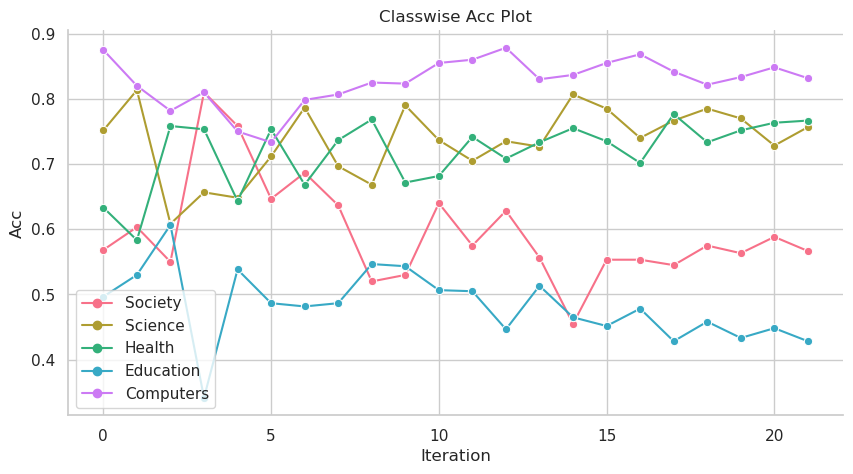 Classwise Acc Plot
0.9
0.8
0.7
0.6
0.5
0.4
Acc
Society
Science
Health
Education
Computers
0 5 10 15 20
Iteration